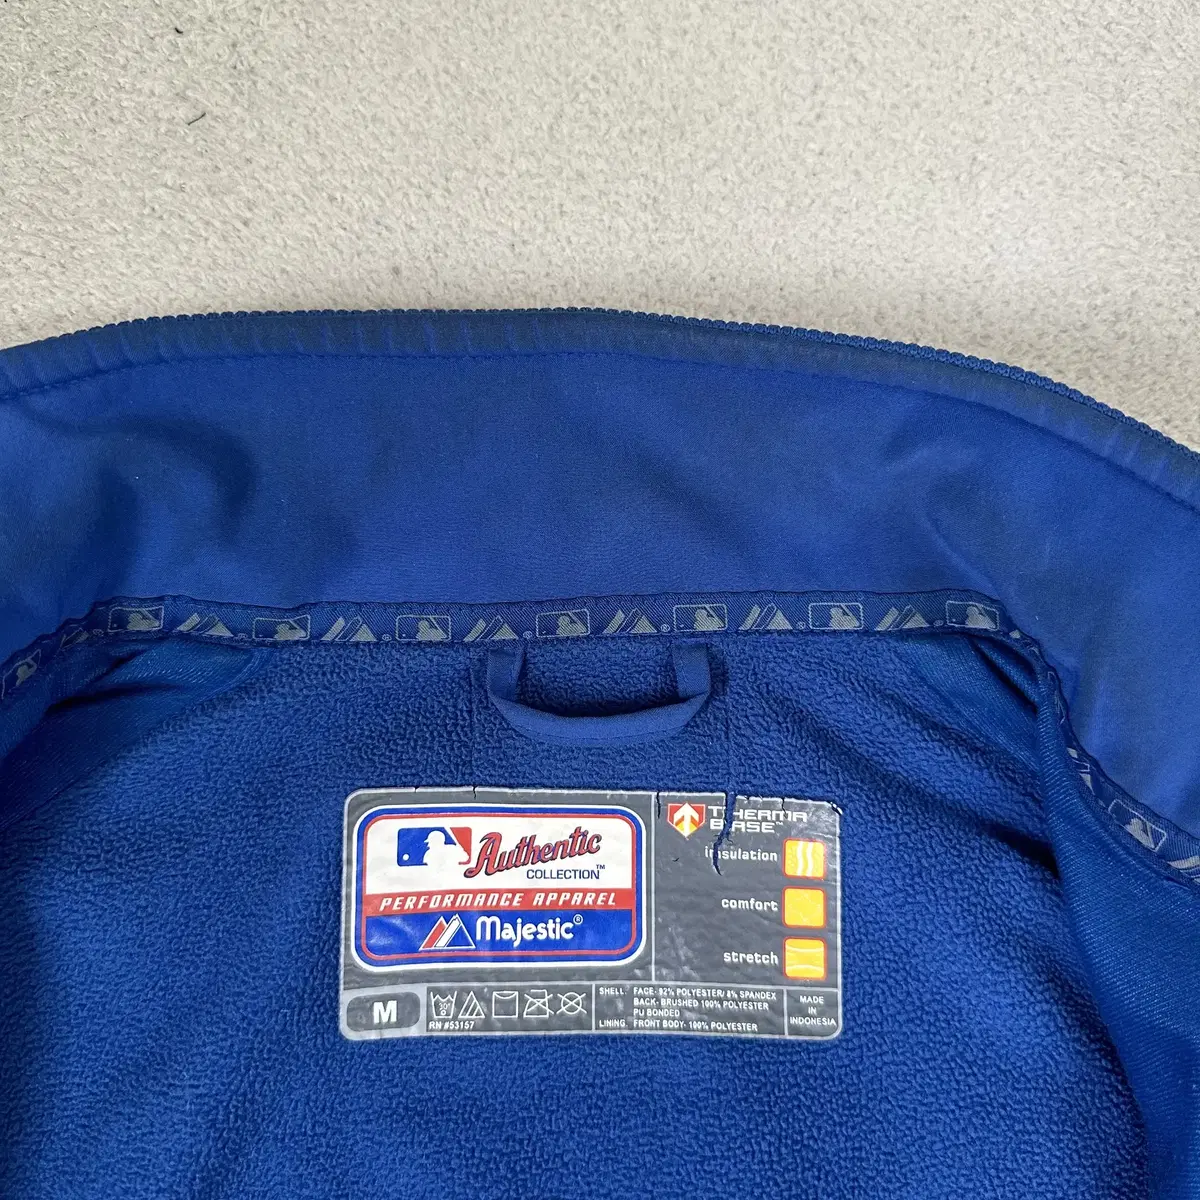 Authentic
COLLECTION™
PERFORMANCE APPAREL
Majestic®
THERMA
BASE™
insulation
comfort
stretch
M
30°
RN #53157
SHELL: FACE- 92% POLYESTER/ 8% SPANDEX
BACK- BRUSHED 100% POLYESTER
PU BONDED
LINING: FRONT BODY- 100% POLYESTER
MADE
IN
INDONESIA